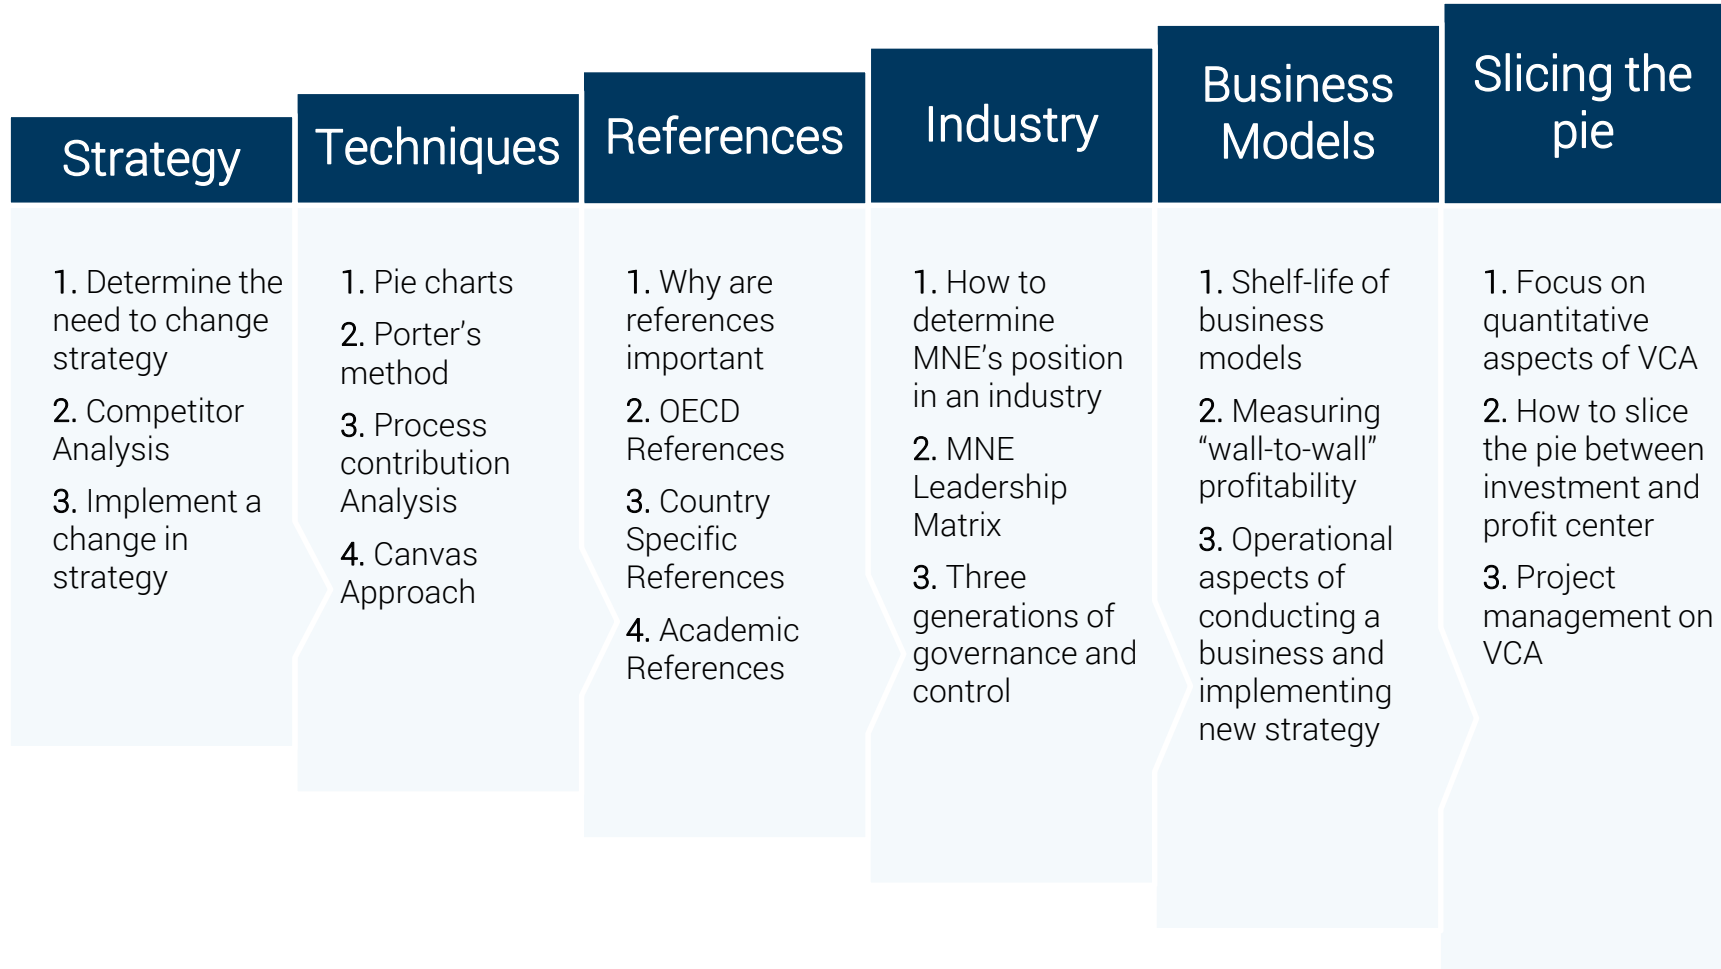 Strategy
1. Determine the
need to change
strategy
2. Competitor
Analysis
3. Implement a
change in
strategy
Techniques
1. Pie charts
2. Porter’s
method
3. Process
contribution
Analysis
4. Canvas
Approach
References
1. Why are
references
important
2. OECD
References
3. Country
Specific
References
4. Academic
References
Industry
1. How to
determine
MNE’s position
in an industry
2. MNE
Leadership
Matrix
3. Three
generations of
governance and
control
Business
Models
1. Shelf-life of
business
models
2. Measuring
“wall-to-wall”
profitability
3. Operational
aspects of
conducting a
business and
implementing
new strategy
Slicing the
pie
1. Focus on
quantitative
aspects of VCA
2. How to slice
the pie between
investment and
profit center
3. Project
management on
VCA